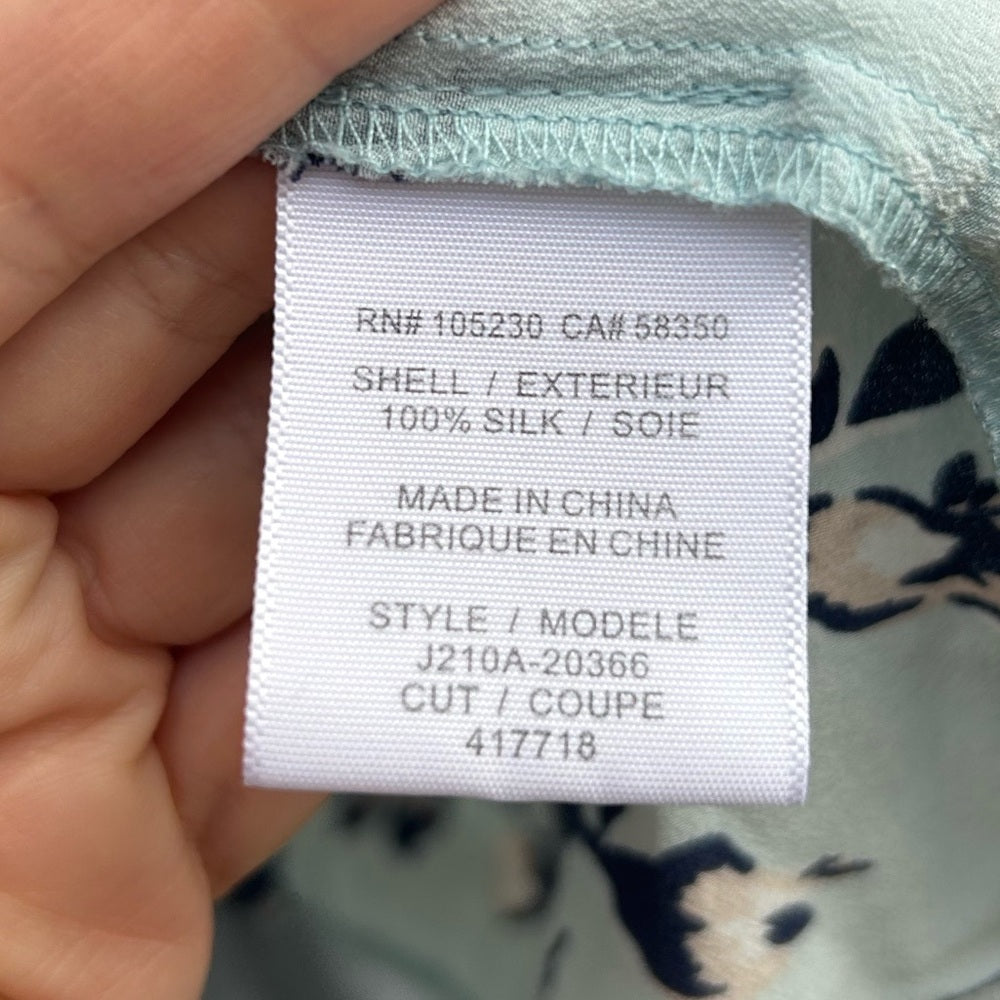 RN# 105230 CA# 58350
SHELL / EXTERIEUR
100% SILK / SOIE
MADE IN CHINA
FABRIQUE EN CHINE
STYLE / MODELE
J210A-20366
CUT / COUPE
417718